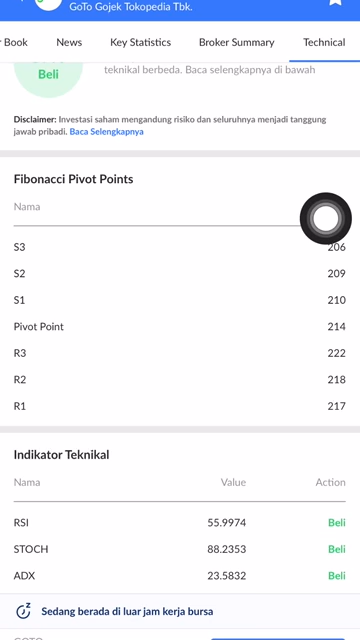 GoTo Gojek Tokopedia Tbk.
r Book News Key Statistics Broker Summary Technical
Beli
teknikal berbeda. Baca selengkapnya di bawah
Disclaimer: Investasi saham mengandung risiko dan seluruhnya menjadi tanggung
jawab pribadi. Baca Selengkapnya
Fibonacci Pivot Points
Nama
S3 206
S2 209
S1 210
Pivot Point 214
R3 222
R2 218
R1 217
Indikator Teknikal
Nama Value Action
RSI 55.9974 Beli
STOCH 88.2353 Beli
ADX 23.5832 Beli
Sedang berada di luar jam kerja bursa
GOTO